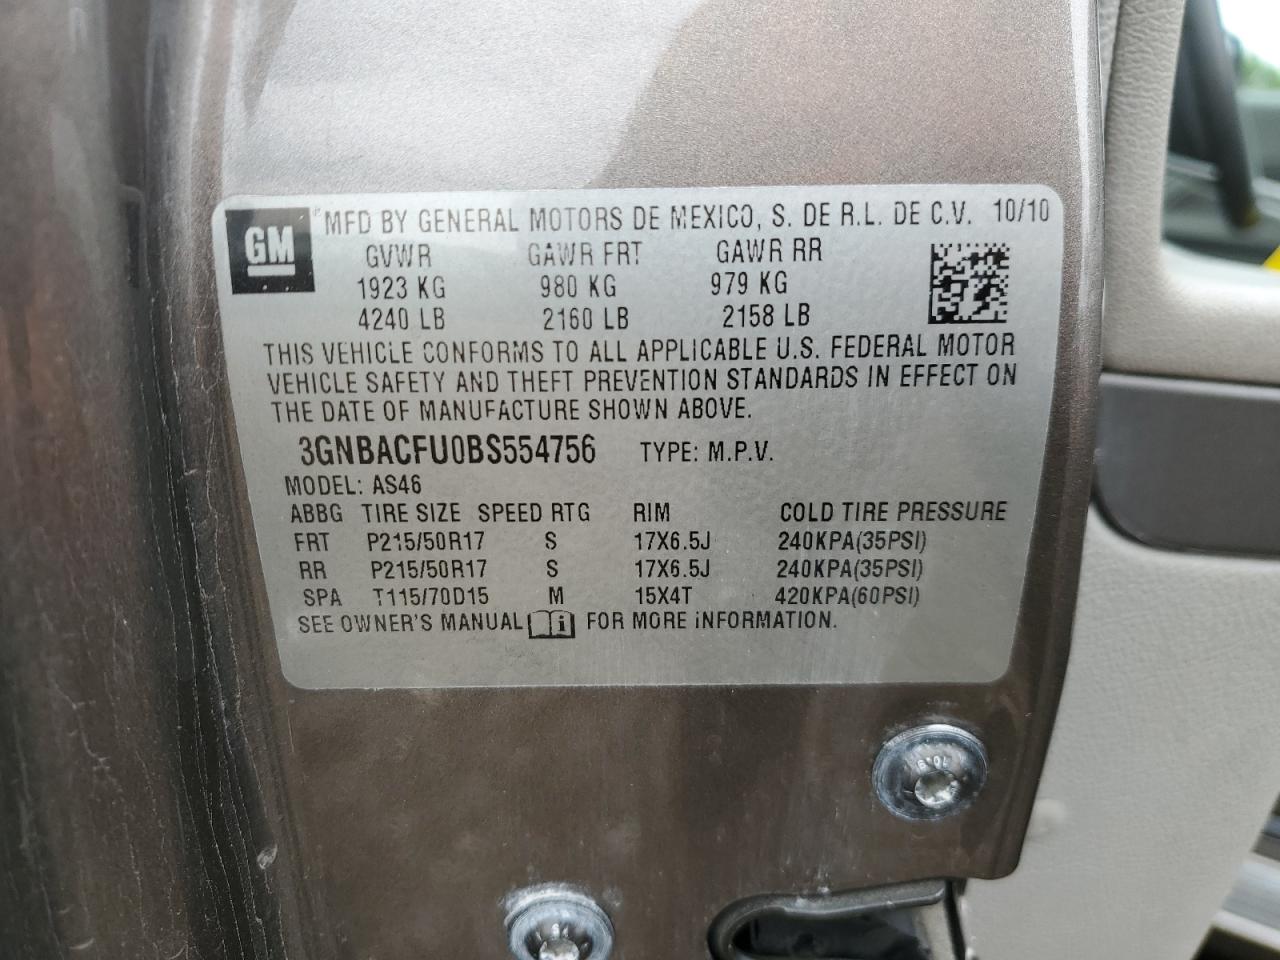 GM
® MFD BY GENERAL MOTORS DE MEXICO, S. DE R.L. DE C.V. 10/10
GVWR GAWR FRT GAWR RR
1923 KG 980 KG 979 KG
4240 LB 2160 LB 2158 LB
THIS VEHICLE CONFORMS TO ALL APPLICABLE U.S. FEDERAL MOTOR
VEHICLE SAFETY AND THEFT PREVENTION STANDARDS IN EFFECT ON
THE DATE OF MANUFACTURE SHOWN ABOVE.
3GNBACFU0BS554756 TYPE: M.P.V.
MODEL: AS46
ABBG TIRE SIZE SPEED RTG RIM COLD TIRE PRESSURE
FRT P215/50R17 S 17X6.5J 240KPA(35PSI)
RR P215/50R17 S 17X6.5J 240KPA(35PSI)
SPA T115/70D15 M 15X4T 420KPA(60PSI)
SEE OWNER'S MANUAL i FOR MORE INFORMATION.